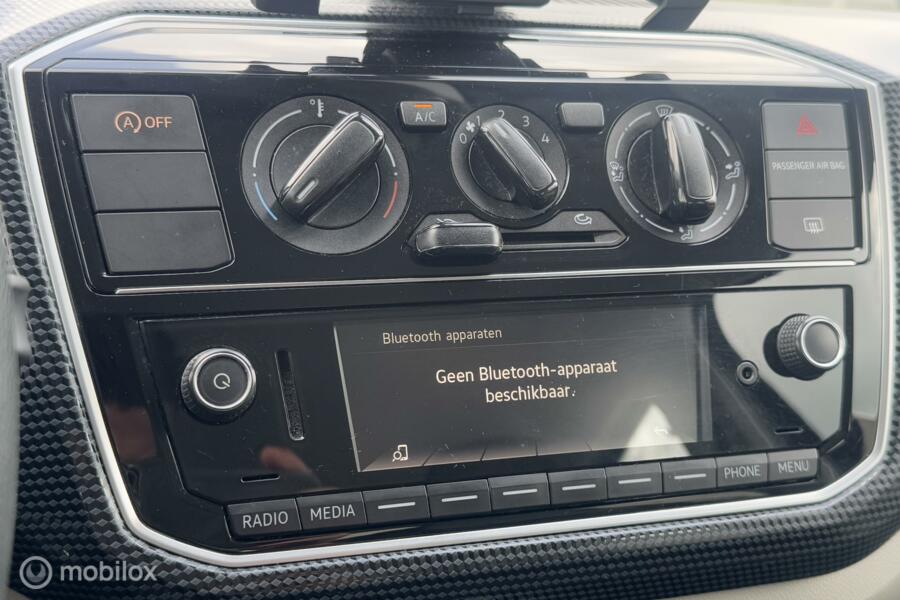 A OFF
A/C
0 1 2 3 4
PASSENGER AIR BAG
Bluetooth apparaten
Geen Bluetooth-apparaat
beschikbaar.
RADIO MEDIA PHONE MENU
mobilox